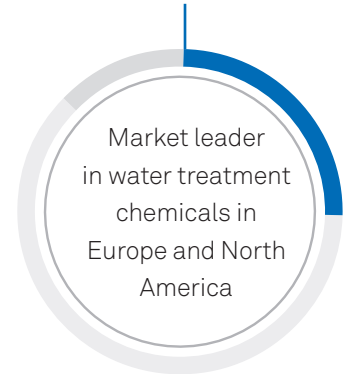 Market leader
in water treatment
chemicals in
Europe and North
America